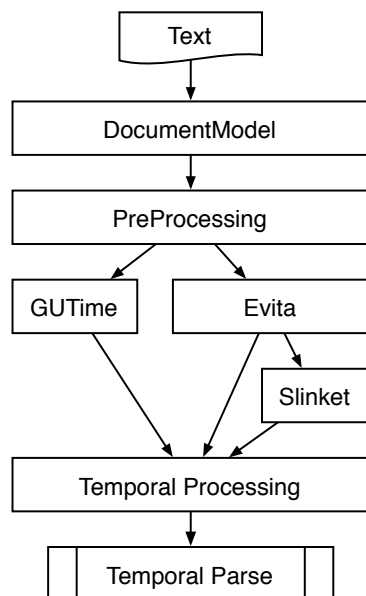 Text
DocumentModel
PreProcessing
GUTime
Evita
Slinket
Temporal Processing
Temporal Parse